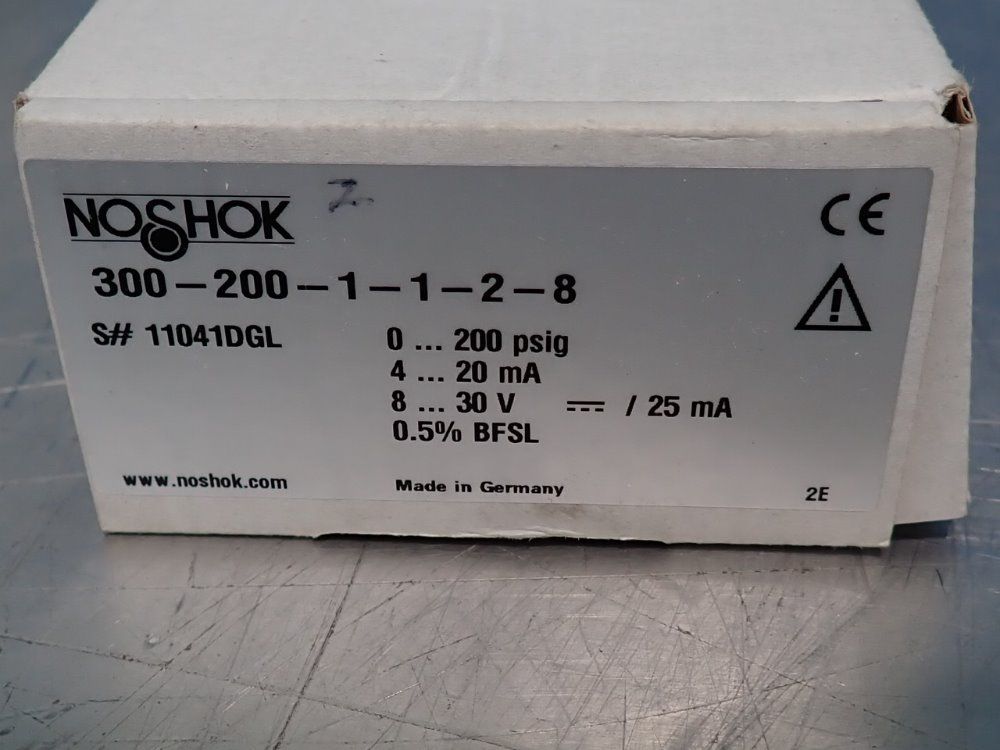 NOSHOK
CE
300-200-1-1-2-8
S# 11041DGL
0 ... 200 psig
4 ... 20 mA
8 ... 30 V ⎓ / 25 mA
0.5% BFSL
www.noshok.com
Made in Germany
2E